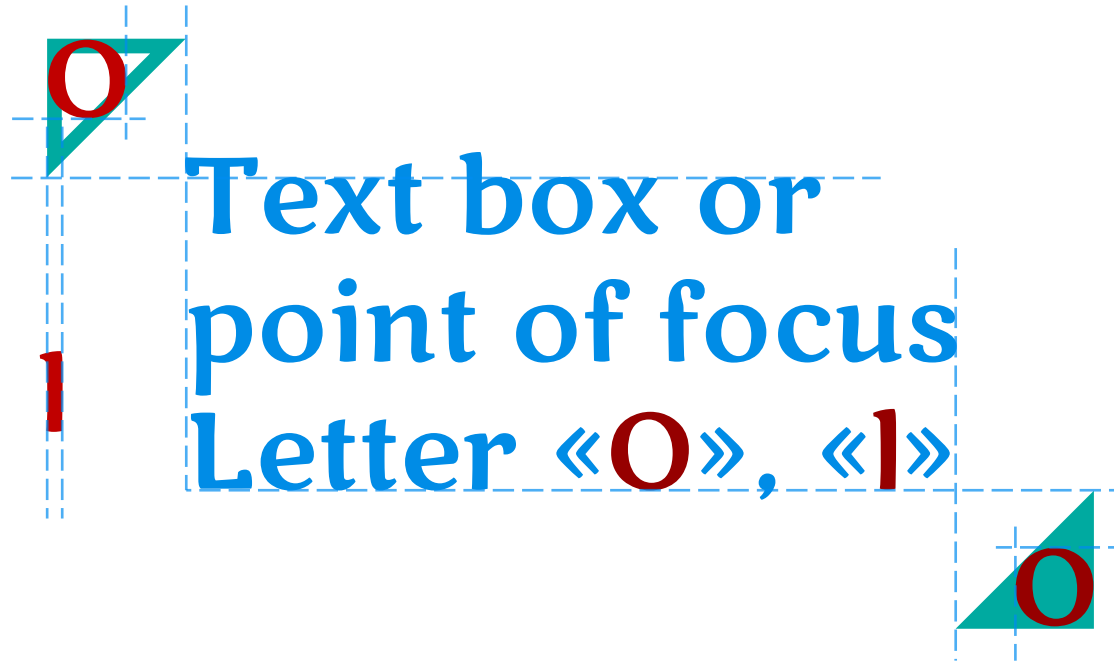 O
Text box or
point of focus
l
Letter «O», «l»
O